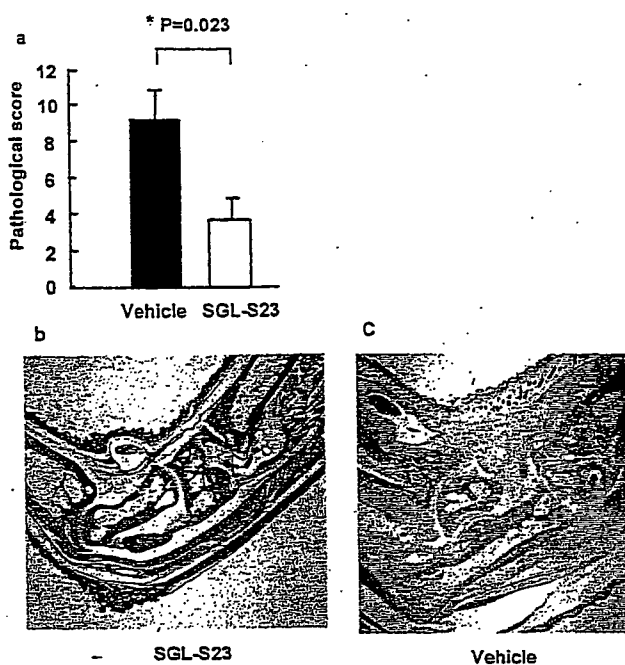 * P=0.023
a
12
10
8
6
4
2
0
Pathological score
Vehicle SGL-S23
b
C
SGL-S23
Vehicle